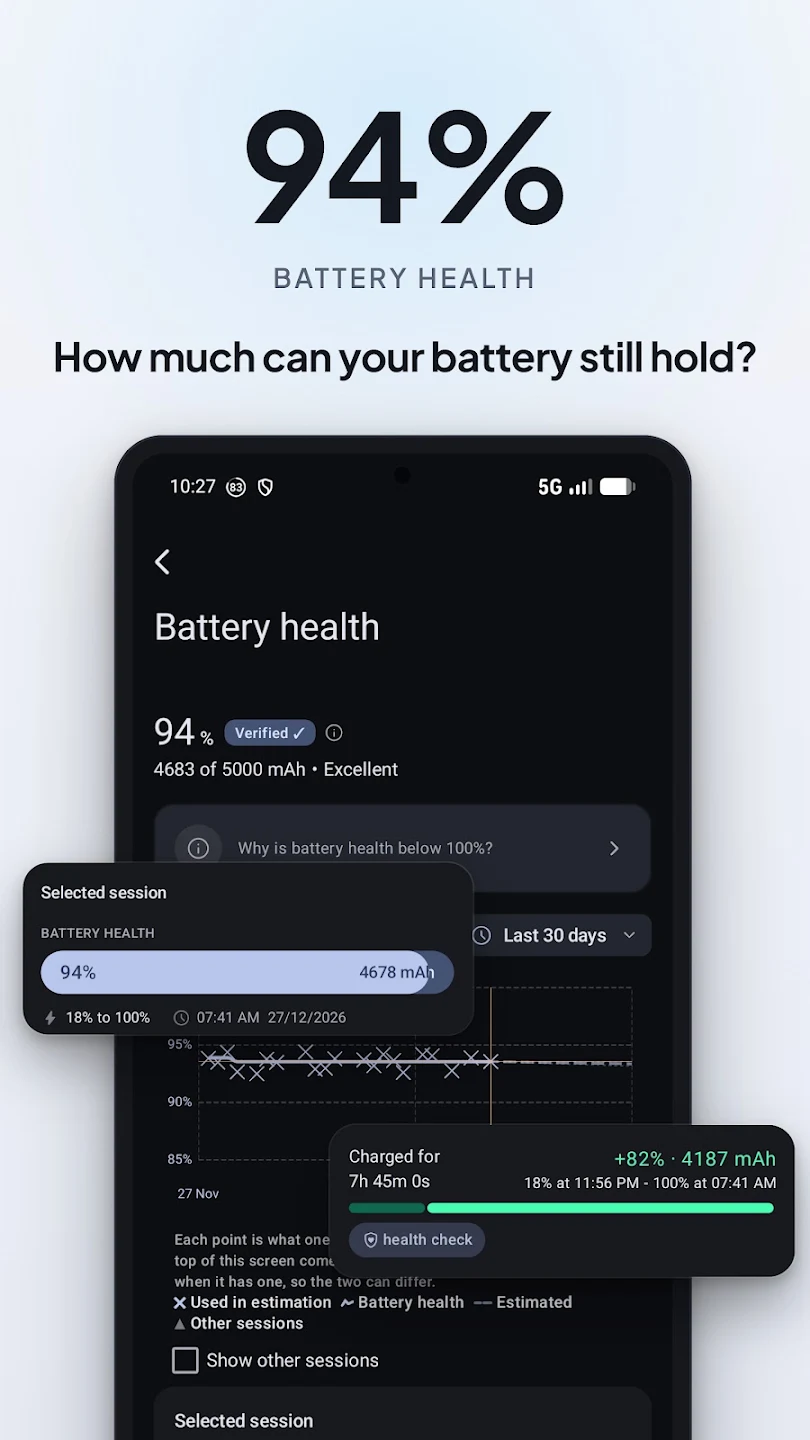 94%
BATTERY HEALTH
How much can your battery still hold?
10:27 83 5G
Battery health
94 % Verified ✓
4683 of 5000 mAh • Excellent
Why is battery health below 100%?
Last 30 days
Selected session
BATTERY HEALTH
94% 4678 mAh
18% to 100% 07:41 AM 27/12/2026
95%
90%
85%
27 Nov
Charged for +82% · 4187 mAh
7h 45m 0s 18% at 11:56 PM - 100% at 07:41 AM
health check
Each point is what one
top of this screen come
when it has one, so the two can differ.
Used in estimation Battery health Estimated
Other sessions
Show other sessions
Selected session